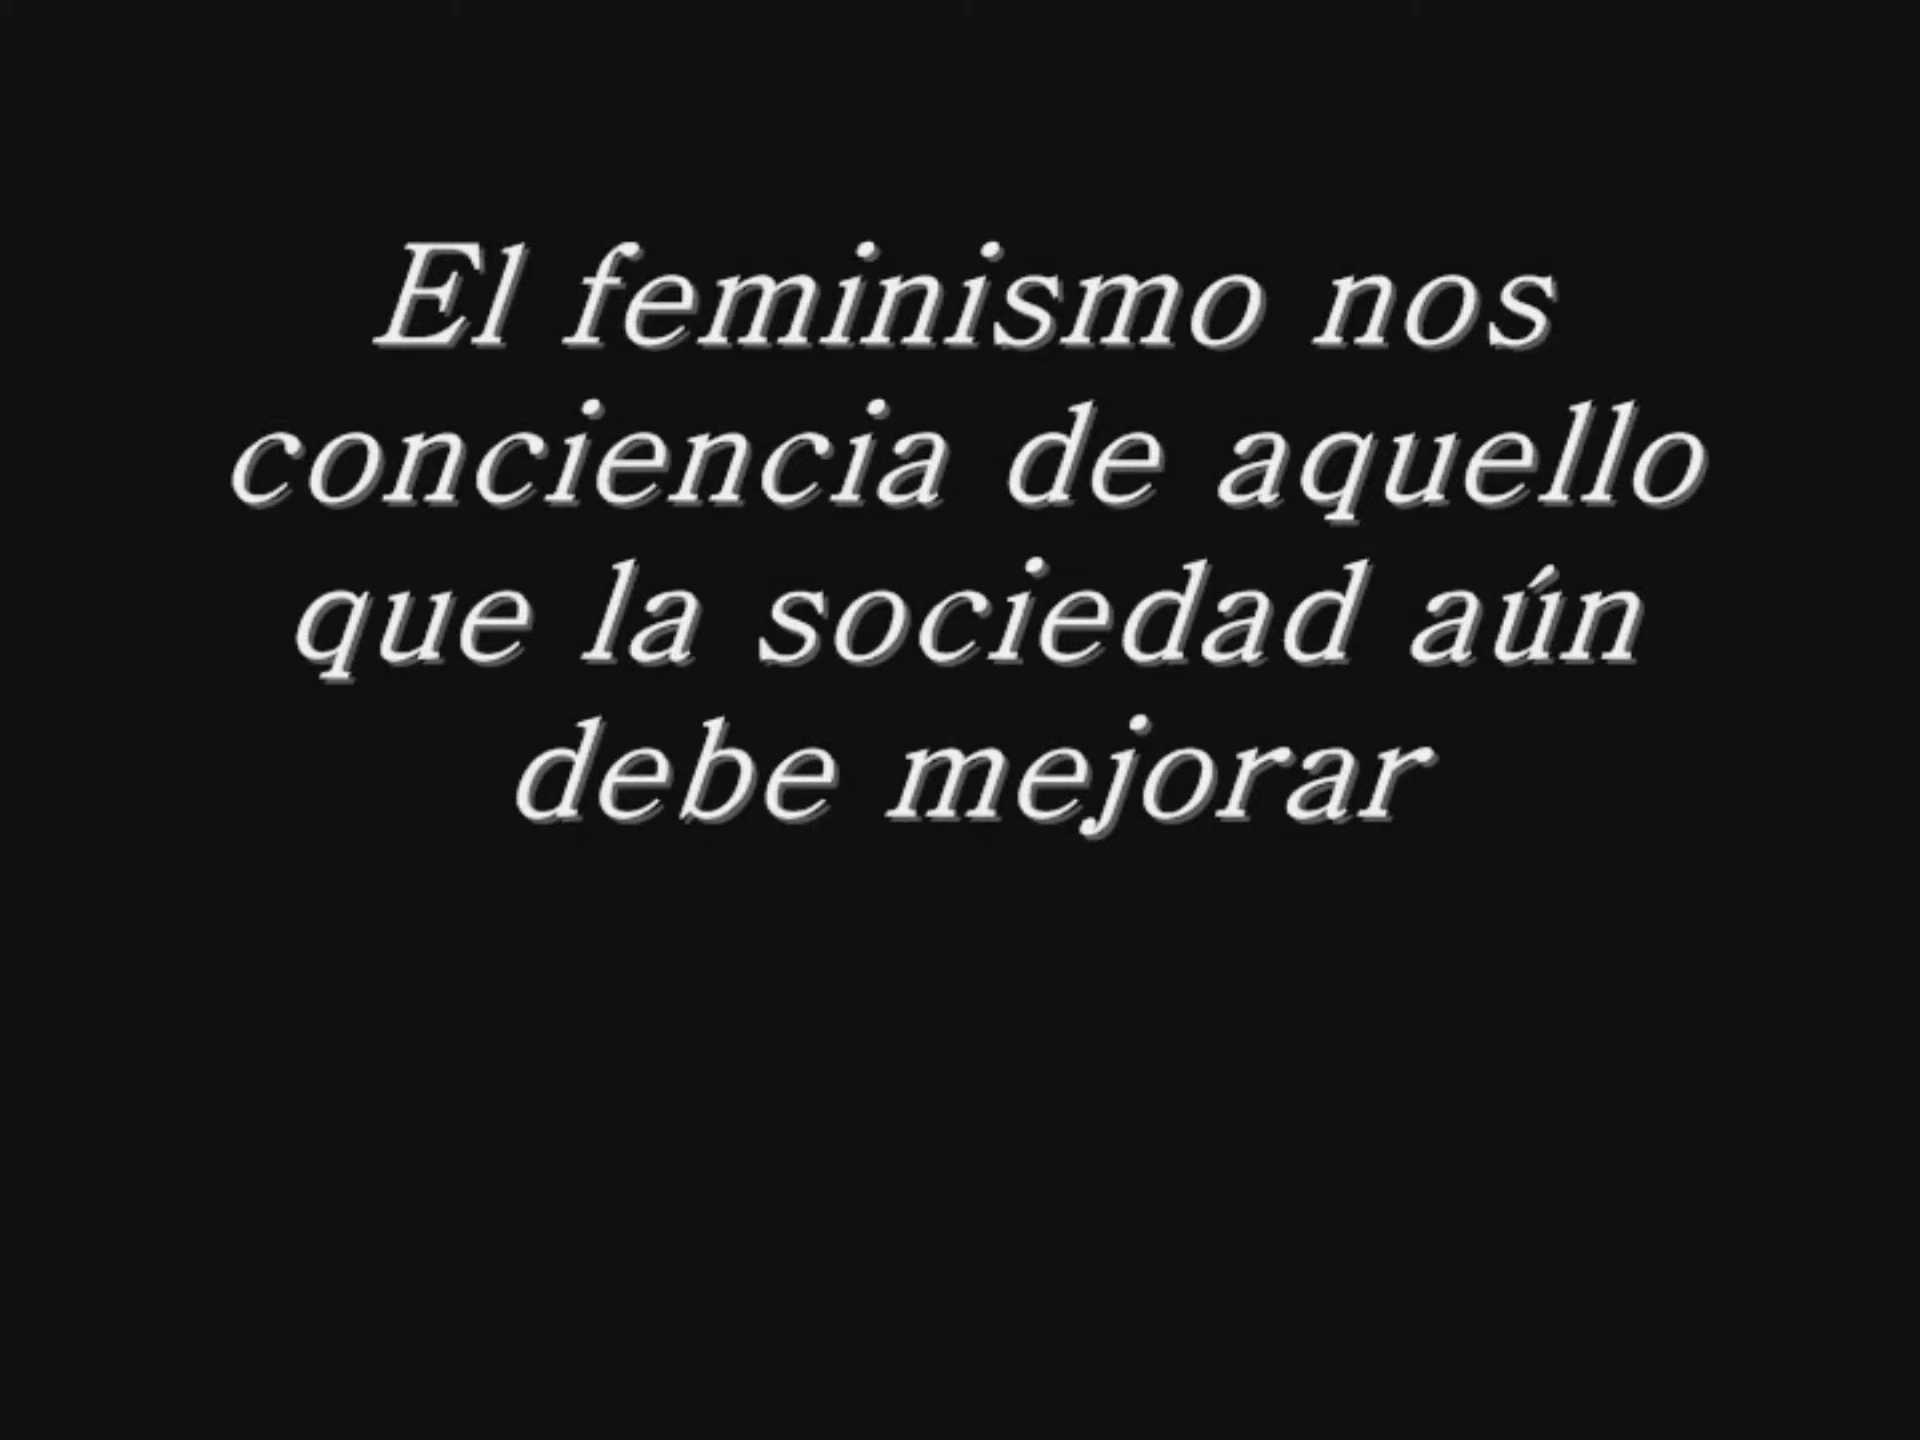 El feminismo nos
conciencia de aquello
que la sociedad aún
debe mejorar